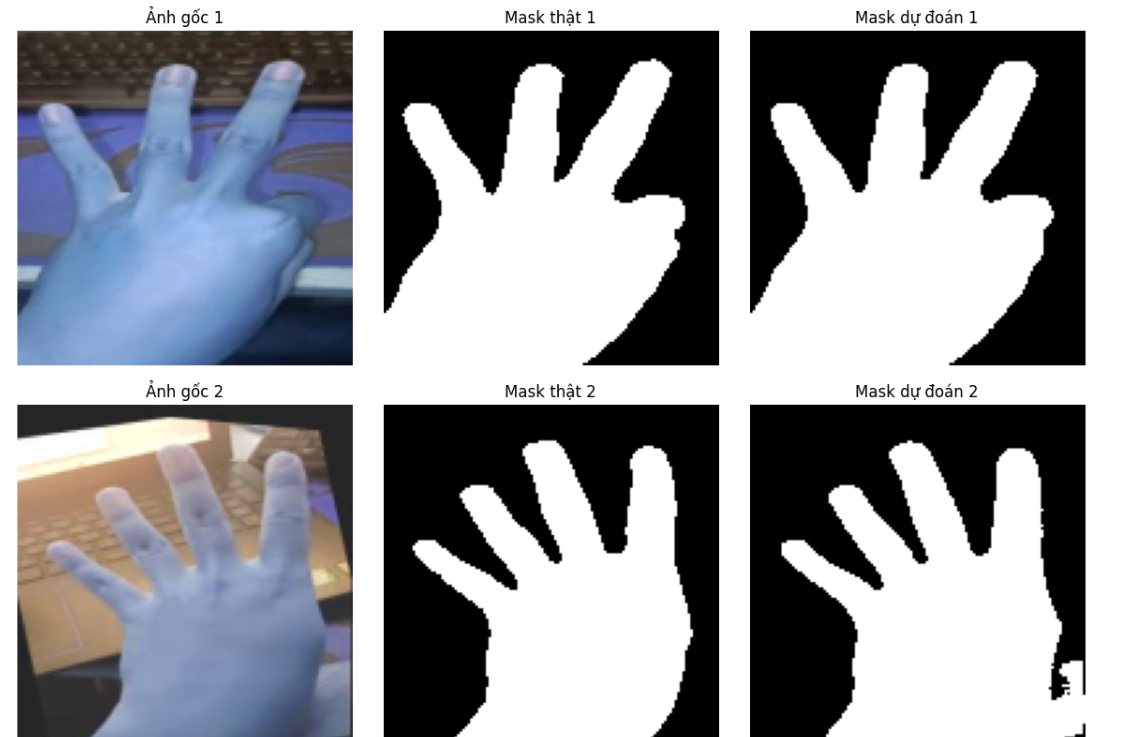 Ảnh gốc 1
Mask thật 1
Mask dự đoán 1
Ảnh gốc 2
Mask thật 2
Mask dự đoán 2